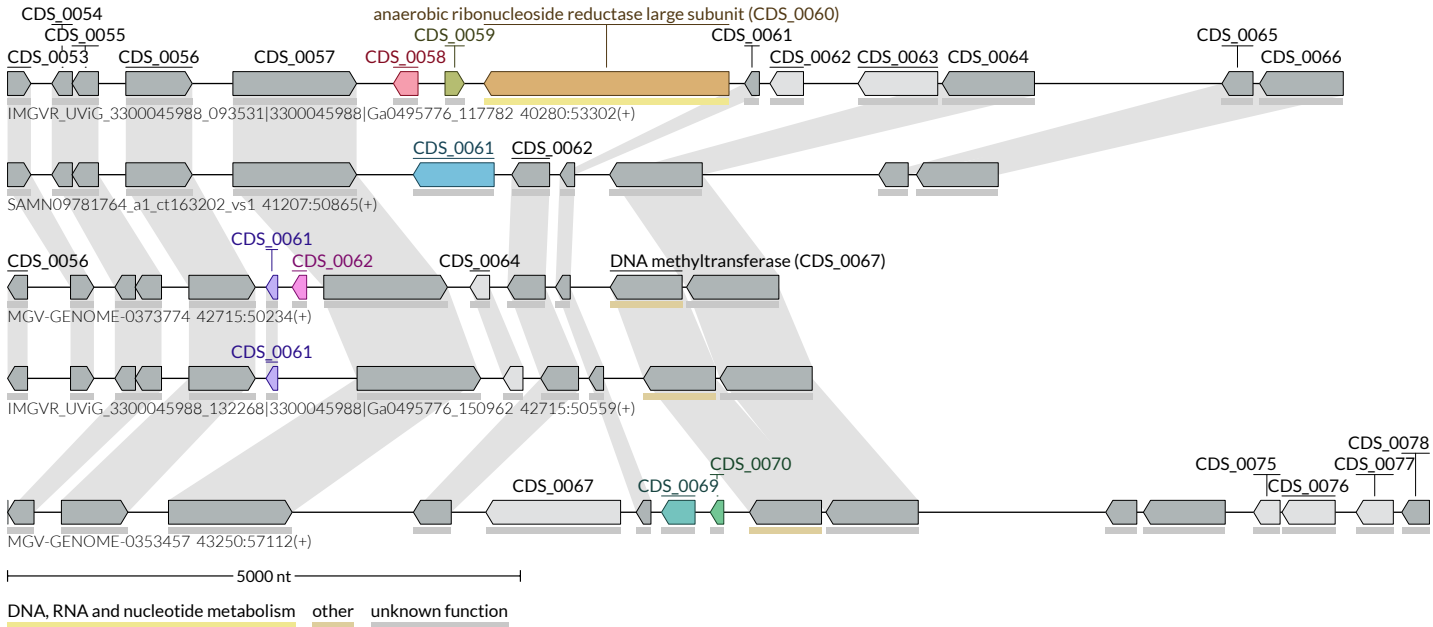 CDS_0054 anaerobic ribonucleoside reductase large subunit (CDS_0060)
CDS_0055 CDS_0059 CDS_0061 CDS_0065
CDS_0053 CDS_0056 CDS_0057 CDS_0058 CDS_0062 CDS_0063 CDS_0064 CDS_0066
IMGVR_UViG_3300045988_093531|3300045988|Ga0495776_117782 40280:53302(+)
CDS_0061 CDS_0062
SAMN09781764_a1_ct163202_vs1 41207:50865(+)
CDS_0061
CDS_0056 CDS_0062 CDS_0064 DNA methyltransferase (CDS_0067)
MGV-GENOME-0373774 42715:50234(+)
CDS_0061
IMGVR_UViG_3300045988_132268|3300045988|Ga0495776_150962 42715:50559(+)
CDS_0078
CDS_0070 CDS_0075 CDS_0077
CDS_0067 CDS_0069 CDS_0076
MGV-GENOME-0353457 43250:57112(+)
5000 nt
DNA, RNA and nucleotide metabolism other unknown function